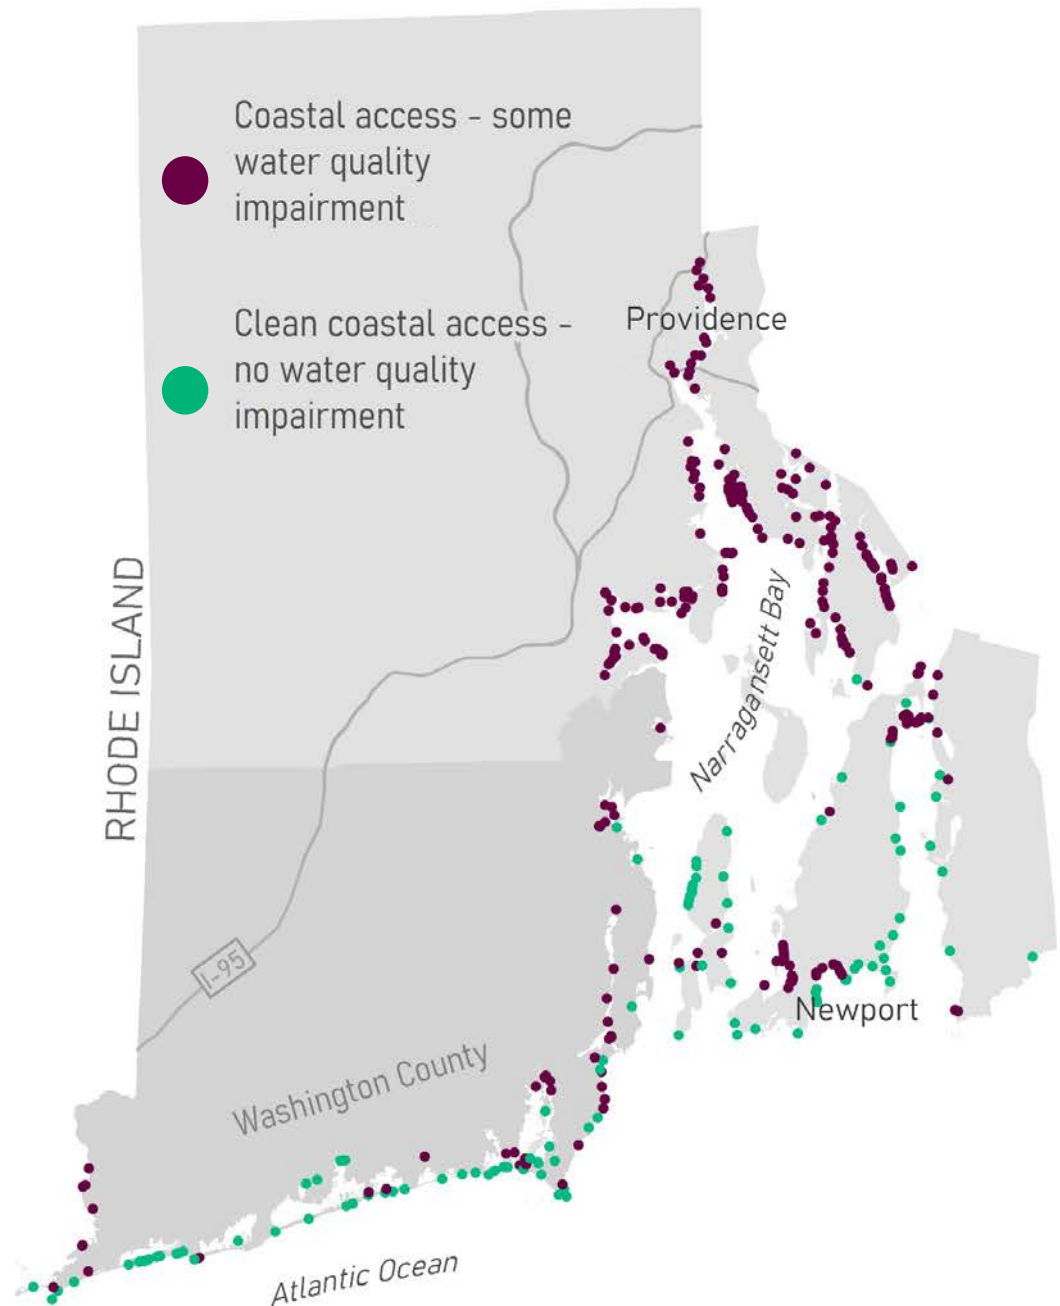 Coastal access - some
water quality
impairment
Clean coastal access -
no water quality
impairment
Providence
RHODE ISLAND
Narragansett Bay
I-95
Newport
Washington County
Atlantic Ocean